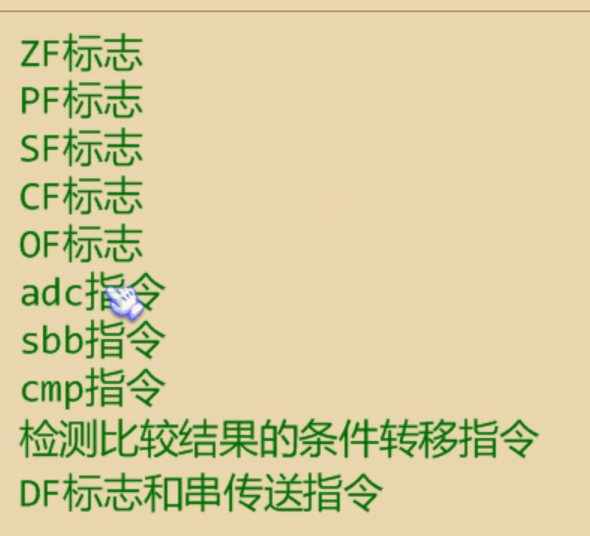 ZF标志
PF标志
SF标志
CF标志
OF标志
adc指令
sbb指令
cmp指令
检测比较结果的条件转移指令
DF标志和串传送指令